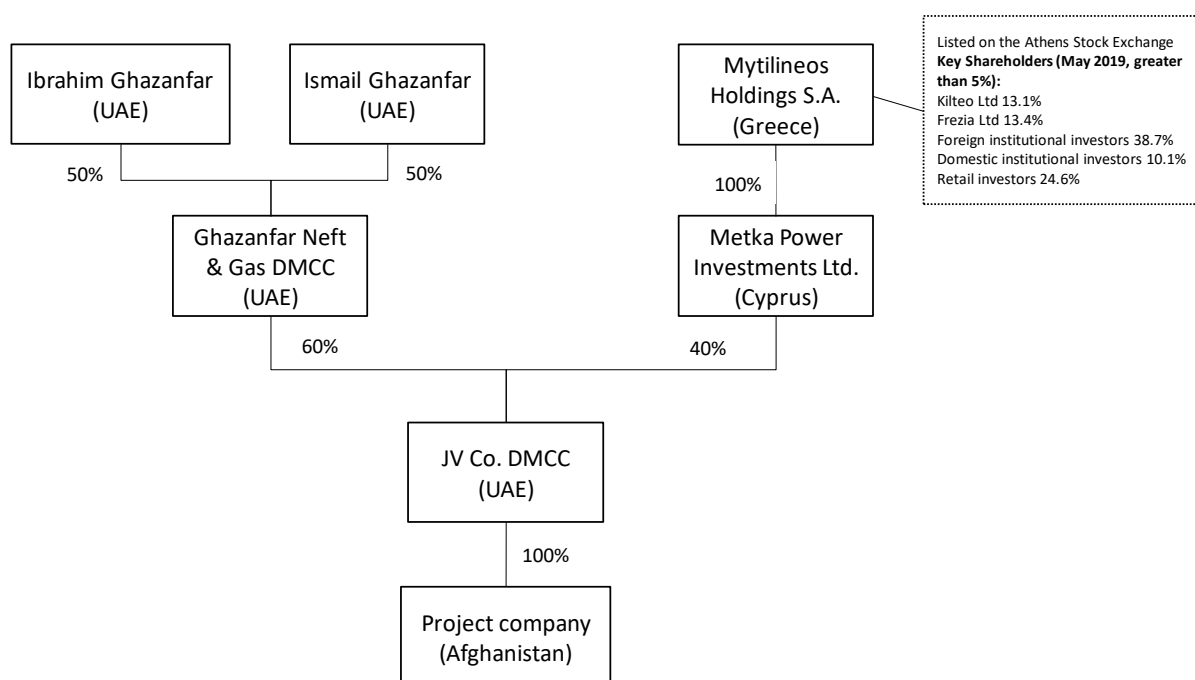 Ibrahim Ghazanfar
(UAE)
Ismail Ghazanfar
(UAE)
Mytilineos
Holdings S.A.
(Greece)
Listed on the Athens Stock Exchange
Key Shareholders (May 2019, greater
than 5%):
Kilteo Ltd 13.1%
Frezia Ltd 13.4%
Foreign institutional investors 38.7%
Domestic institutional investors 10.1%
Retail investors 24.6%
50%
50%
100%
Ghazanfar Neft
& Gas DMCC
(UAE)
Metka Power
Investments Ltd.
(Cyprus)
60%
40%
JV Co. DMCC
(UAE)
100%
Project company
(Afghanistan)